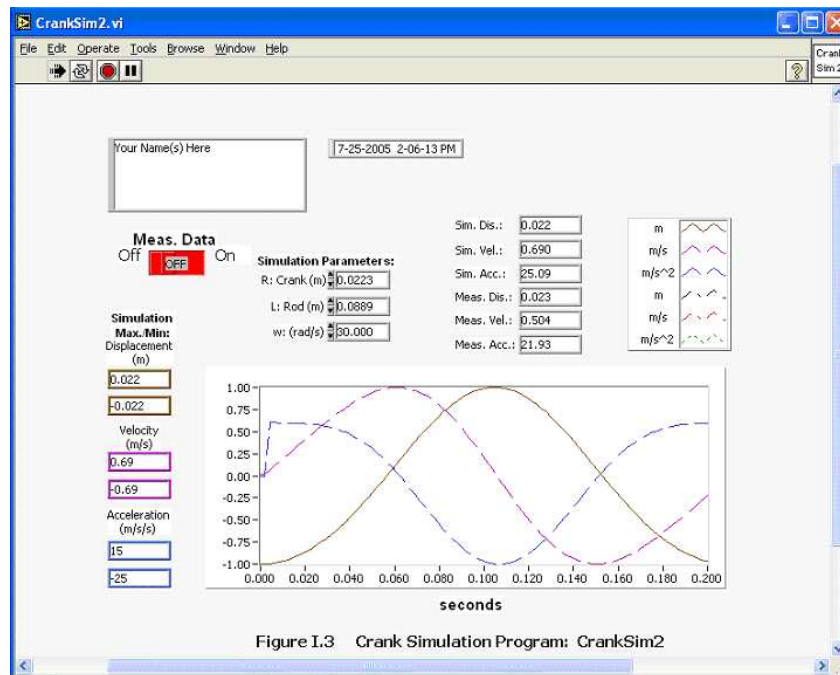 CrankSim2.vi
File Edit Operate Tools Browse Window Help
Crank
Sim 2
?
Your Name(s) Here
7-25-2005 2-06-13 PM
Meas. Data
Off OFF On
Simulation Parameters:
R: Crank (m) 0.0223
L: Rod (m) 0.0889
w: (rad/s) 30.000
Sim. Dis.: 0.022
Sim. Vel.: 0.690
Sim. Acc.: 25.09
Meas. Dis.: 0.023
Meas. Vel.: 0.504
Meas. Acc.: 21.93
m
m/s
m/s^2
m
m/s
m/s^2
Simulation
Max./Min:
Displacement
(m)
0.022
-0.022
Velocity
(m/s)
0.69
-0.69
Acceleration
(m/s/s)
15
-25
1.00
0.75
0.50
0.25
0.00
-0.25
-0.50
-0.75
-1.00
0.000 0.020 0.040 0.060 0.080 0.100 0.120 0.140 0.160 0.180 0.200
seconds
Figure I.3 Crank Simulation Program: CrankSim2